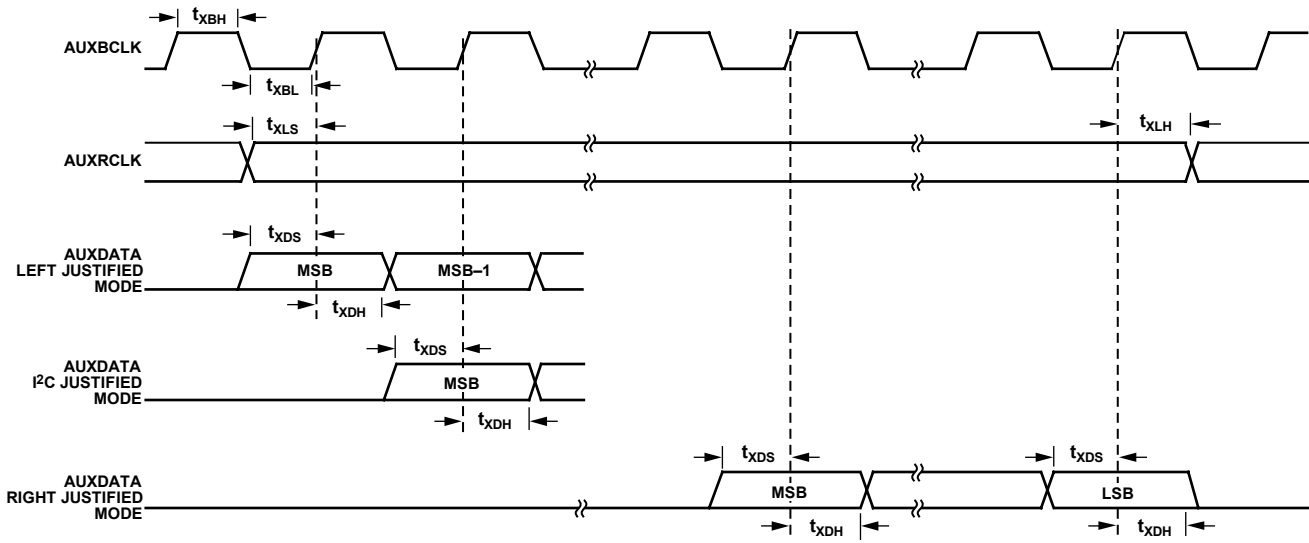 tXBH
AUXBCLK
tXBL
tXLS
tXLH
AUXRCLK
tXDS
AUXDATA
LEFT JUSTIFIED
MODE
MSB
MSB–1
tXDH
tXDS
AUXDATA
I²C JUSTIFIED
MODE
MSB
tXDH
tXDS
tXDS
AUXDATA
RIGHT JUSTIFIED
MODE
MSB
LSB
tXDH
tXDH